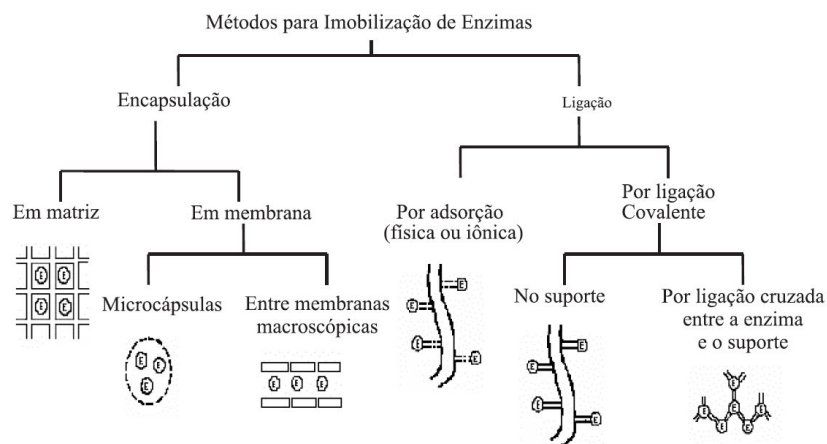 Métodos para Imobilização de Enzimas
Encapsulação
Ligação
Em matriz
Em membrana
Por adsorção
(física ou iônica)
Por ligação
Covalente
Microcápsulas
Entre membranas
macroscópicas
No suporte
Por ligação cruzada
entre a enzima
e o suporte
E E
E E
E E
E
E E E
E
E
E
E
E
E
E
E
E
E E E
E E